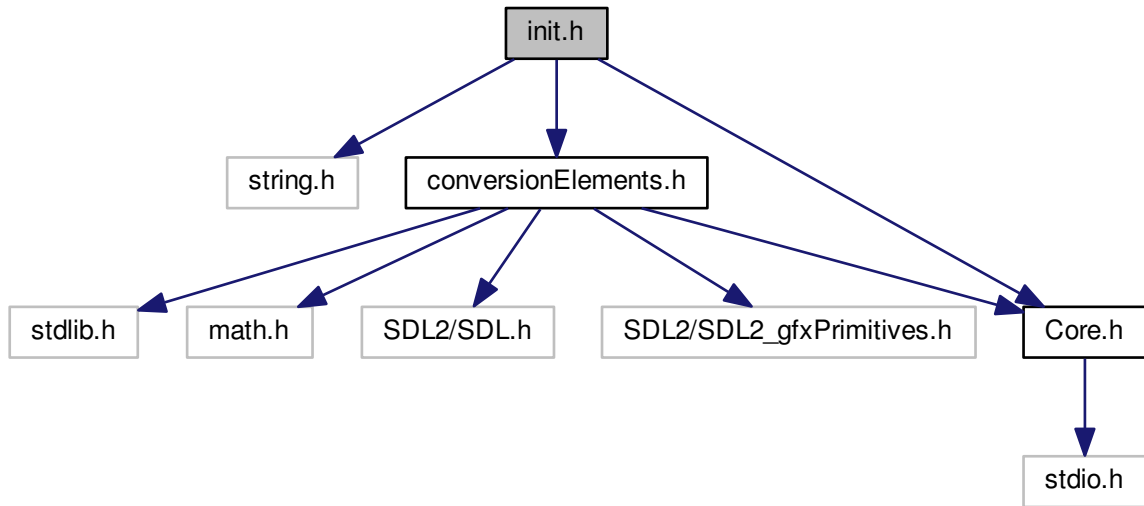 init.h
string.h
conversionElements.h
stdlib.h
math.h
SDL2/SDL.h
SDL2/SDL2_gfxPrimitives.h
Core.h
stdio.h